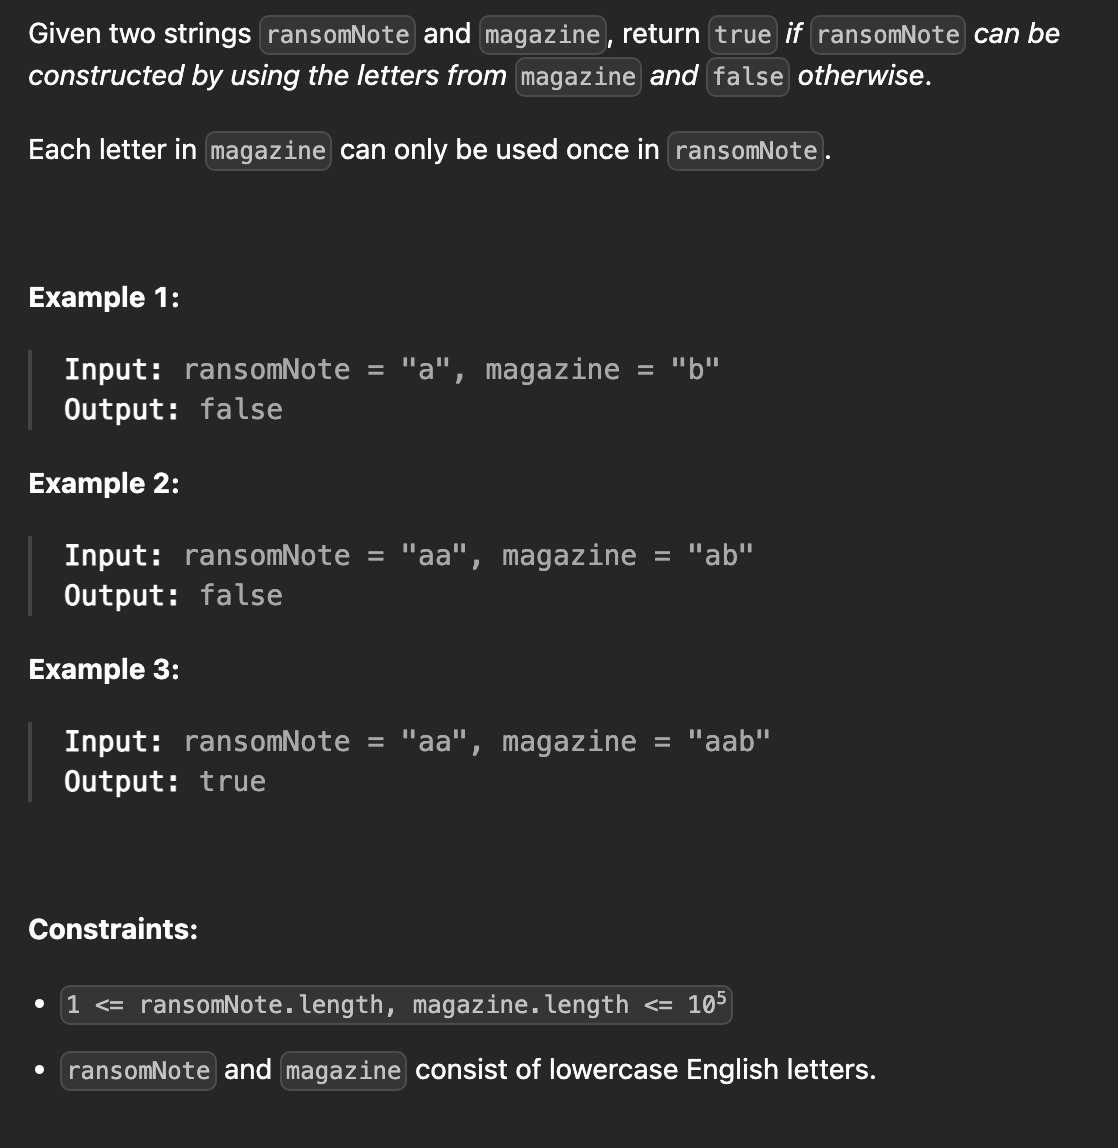 Given two strings ransomNote and magazine, return true if ransomNote can be
constructed by using the letters from magazine and false otherwise.
Each letter in magazine can only be used once in ransomNote.
Example 1:
Input: ransomNote = "a", magazine = "b"
Output: false
Example 2:
Input: ransomNote = "aa", magazine = "ab"
Output: false
Example 3:
Input: ransomNote = "aa", magazine = "aab"
Output: true
Constraints:
• 1 <= ransomNote.length, magazine.length <= 10⁵
• ransomNote and magazine consist of lowercase English letters.